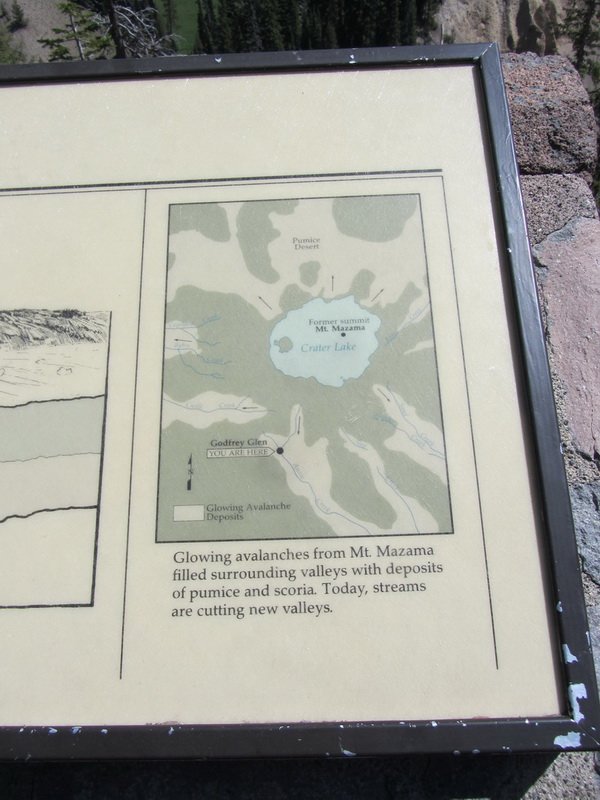 Pumice
Desert
Former summit
Mt. Mazama
Crater Lake
Godfrey Glen
YOU ARE HERE
N
Glowing Avalanche
Deposits
Glowing avalanches from Mt. Mazama
filled surrounding valleys with deposits
of pumice and scoria. Today, streams
are cutting new valleys.